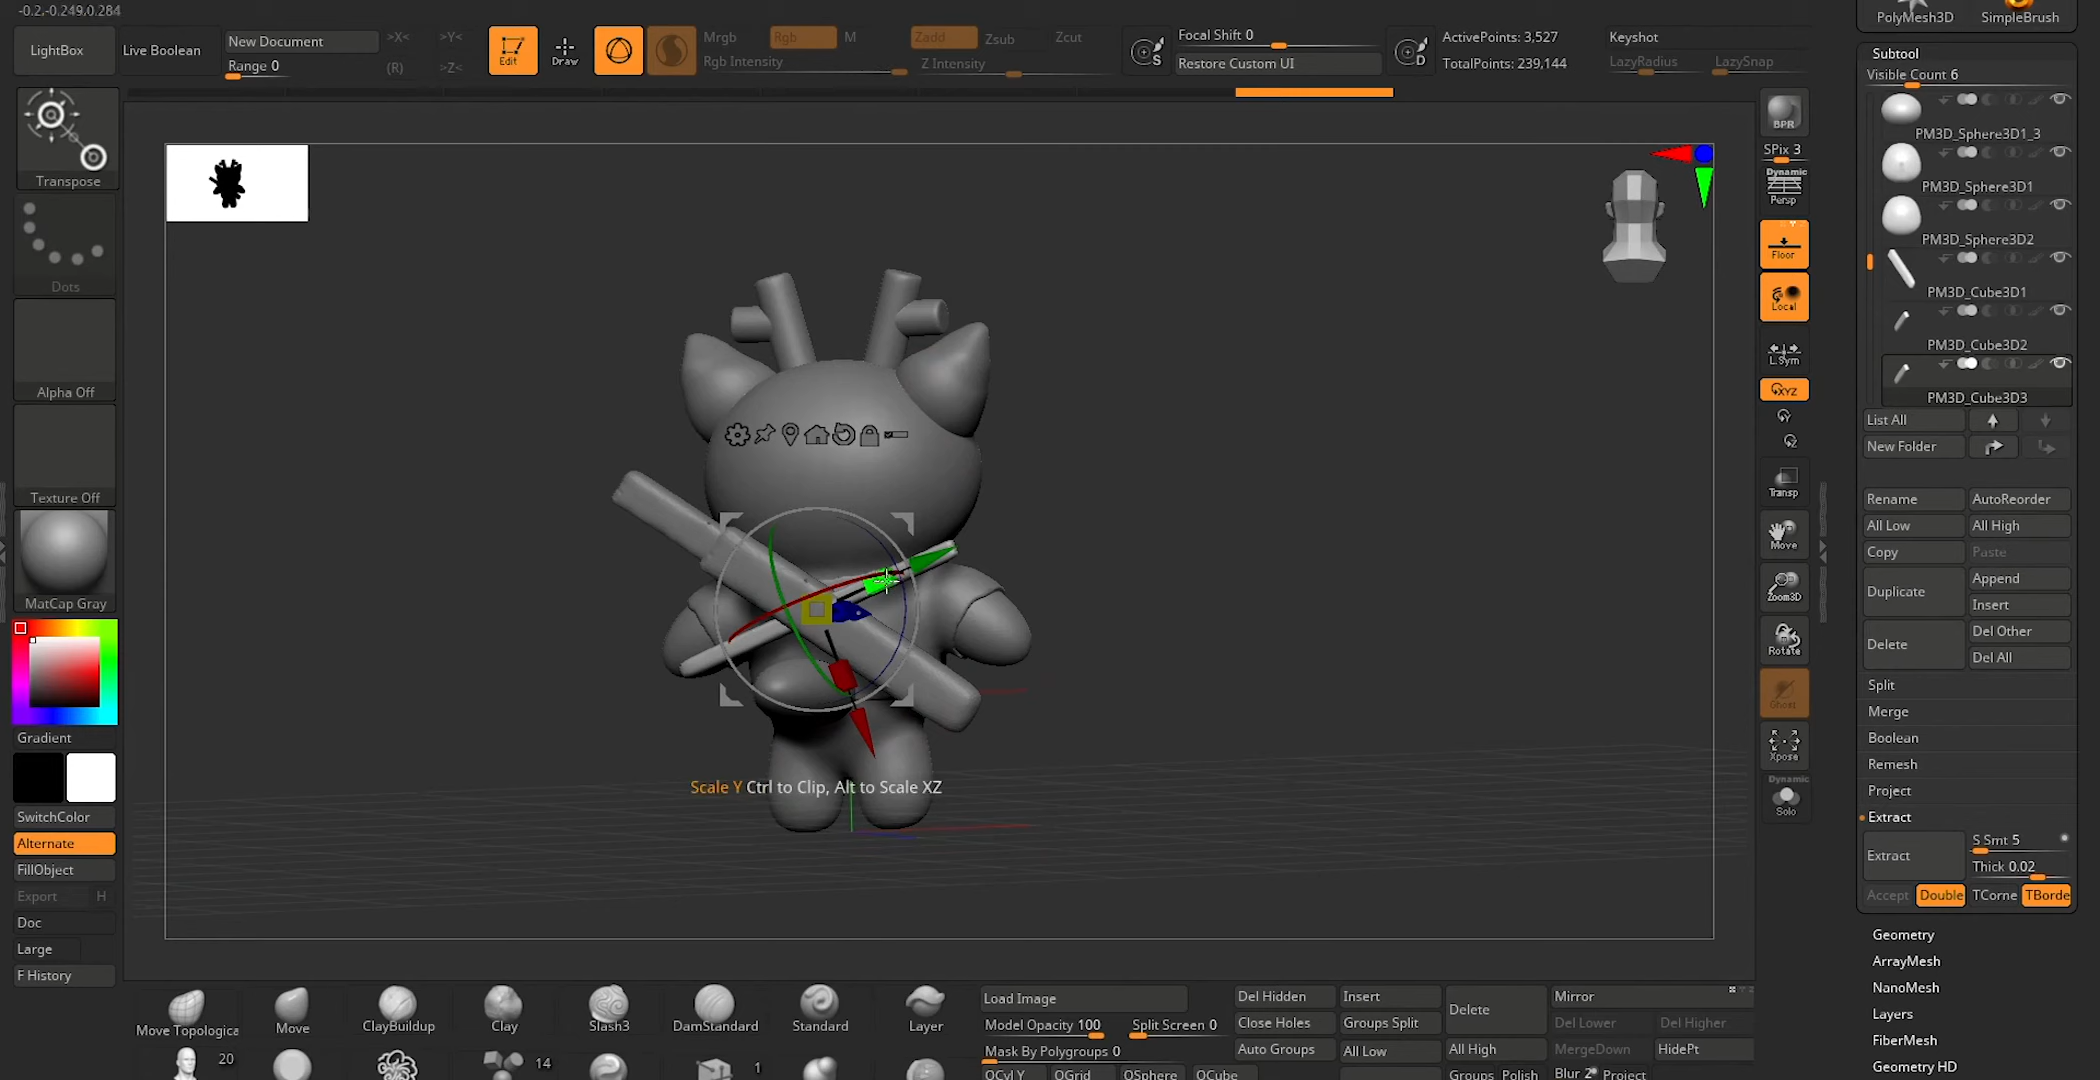 -0.2,-0.249,0.284
PolyMesh3D SimpleBrush
LightBox
Live Boolean
New Document
Range 0
>X< >Y<
(R) >Z<
Edit
Draw
Mrgb Rgb M
Rgb Intensity
Zadd Zsub Zcut
Z Intensity
Focal Shift 0
Restore Custom UI
ActivePoints: 3,527
TotalPoints: 239,144
Keyshot
LazyRadius LazySnap
Transpose
Dots
Alpha Off
Texture Off
MatCap Gray
Gradient
SwitchColor
Alternate
FillObject
Export H
Doc
Large
F History
Scale Y Ctrl to Clip, Alt to Scale XZ
BPR
SPix 3
Dynamic
Persp
Floor
Local
L.Sym
XYZ
Transp
Move
Zoom3D
Rotate
Ghost
Xpose
Dynamic
Solo
Subtool
Visible Count 6
PM3D_Sphere3D1_3
PM3D_Sphere3D1
PM3D_Sphere3D2
PM3D_Cube3D1
PM3D_Cube3D2
PM3D_Cube3D3
List All
New Folder
Rename AutoReorder
All Low All High
Copy Paste
Duplicate Append
Insert
Delete Del Other
Del All
Split
Merge
Boolean
Remesh
Project
Extract
Extract S Smt 5
Thick 0.02
Accept Double TCorne TBorde
Geometry
ArrayMesh
NanoMesh
Layers
FiberMesh
Geometry HD
Move Topologica Move ClayBuildup Clay Slash3 DamStandard Standard Layer
20 14 1
Load Image
Model Opacity 100 Split Screen 0
Mask By Polygroups 0
QCyl Y QGrid QSphere QCube
Del Hidden Insert
Close Holes Groups Split
Auto Groups All Low
Delete
All High
Groups Polish
Mirror
Del Lower Del Higher
MergeDown HidePt
Blur 2 Project